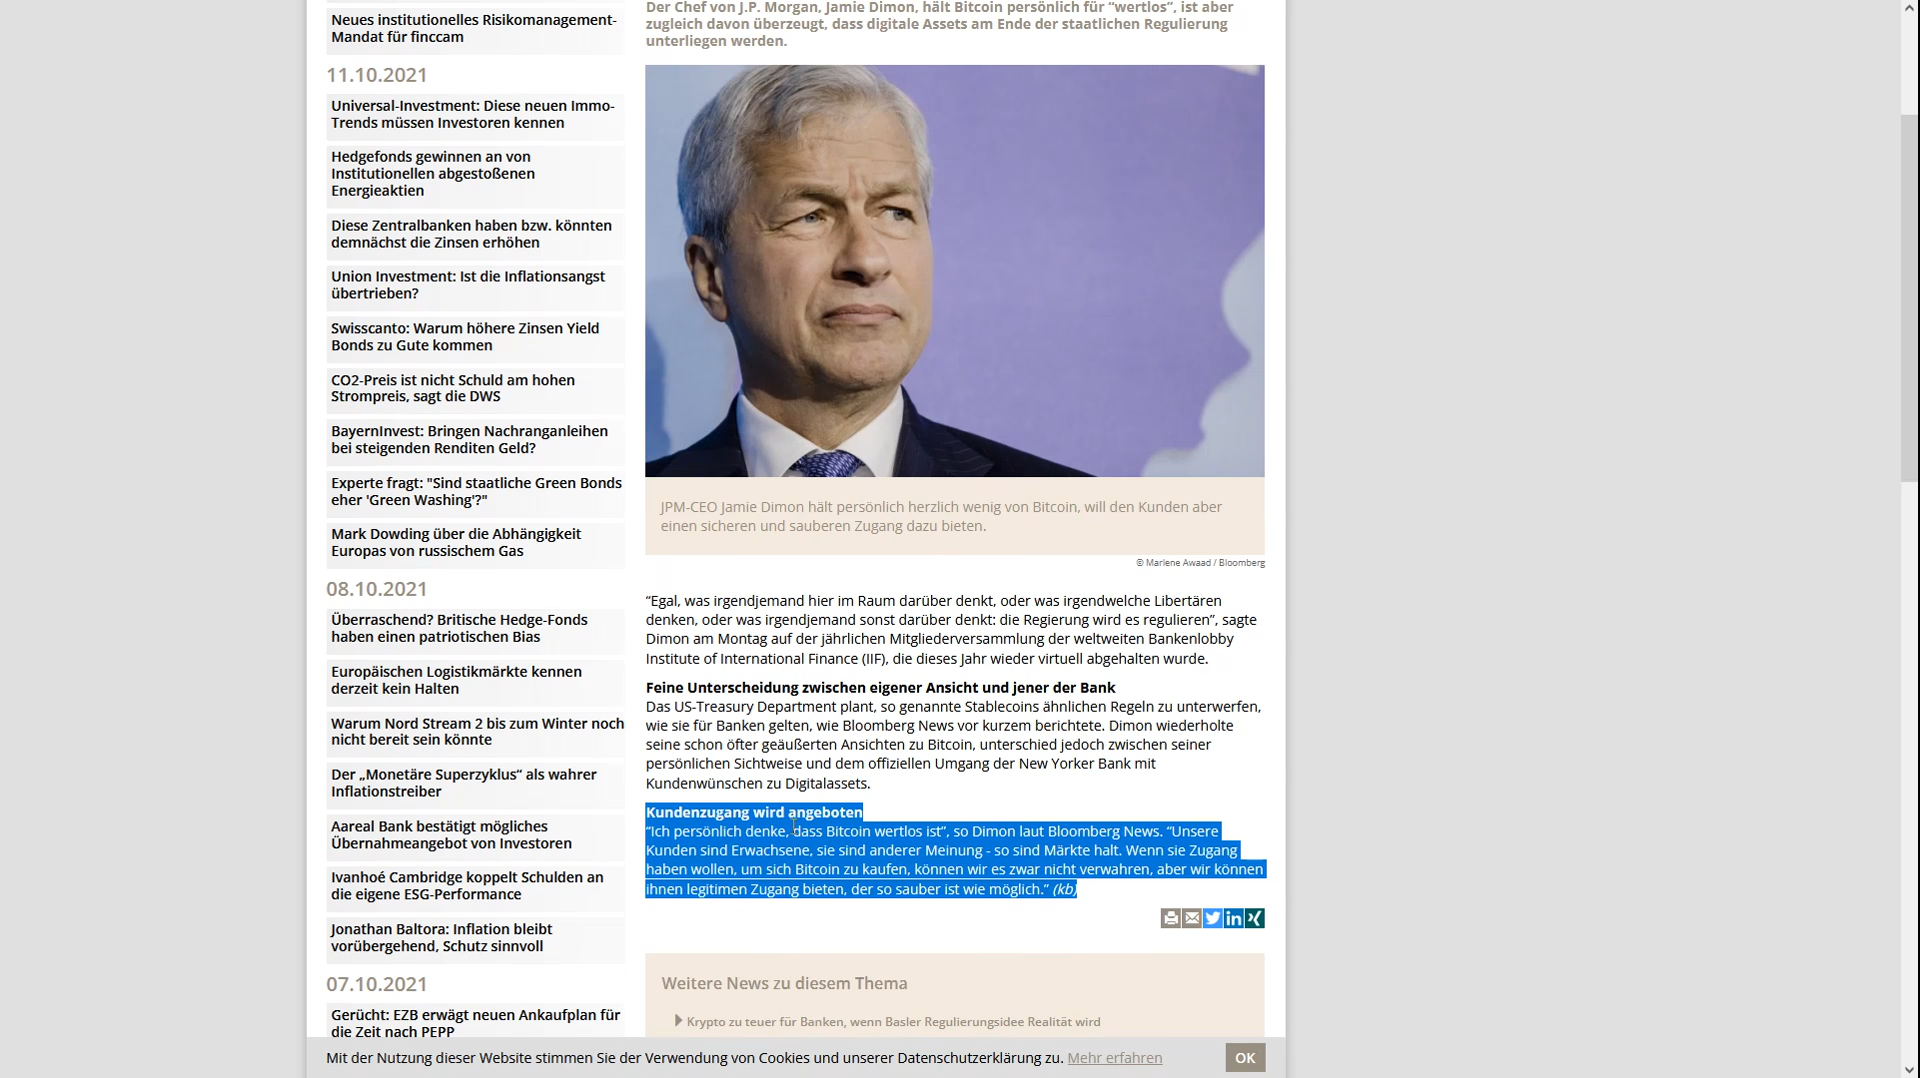 Neues institutionelles Risikomanagement-
Mandat für finccam
11.10.2021
Universal-Investment: Diese neuen Immo-
Trends müssen Investoren kennen
Hedgefonds gewinnen an von
Institutionellen abgestoßenen
Energieaktien
Diese Zentralbanken haben bzw. könnten
demnächst die Zinsen erhöhen
Union Investment: Ist die Inflationsangst
übertrieben?
Swisscanto: Warum höhere Zinsen Yield
Bonds zu Gute kommen
CO2-Preis ist nicht Schuld am hohen
Strompreis, sagt die DWS
BayernInvest: Bringen Nachranganleihen
bei steigenden Renditen Geld?
Experte fragt: "Sind staatliche Green Bonds
eher 'Green Washing'?"
Mark Dowding über die Abhängigkeit
Europas von russischem Gas
08.10.2021
Überraschend? Britische Hedge-Fonds
haben einen patriotischen Bias
Europäischen Logistikmärkte kennen
derzeit kein Halten
Warum Nord Stream 2 bis zum Winter noch
nicht bereit sein könnte
Der „Monetäre Superzyklus“ als wahrer
Inflationstreiber
Aareal Bank bestätigt mögliches
Übernahmeangebot von Investoren
Ivanhoé Cambridge koppelt Schulden an
die eigene ESG-Performance
Jonathan Baltora: Inflation bleibt
vorübergehend, Schutz sinnvoll
07.10.2021
Gerücht: EZB erwägt neuen Ankaufplan für
die Zeit nach PEPP
Der Chef von J.P. Morgan, Jamie Dimon, hält Bitcoin persönlich für “wertlos”, ist aber
zugleich davon überzeugt, dass digitale Assets am Ende der staatlichen Regulierung
unterliegen werden.
JPM-CEO Jamie Dimon hält persönlich herzlich wenig von Bitcoin, will den Kunden aber
einen sicheren und sauberen Zugang dazu bieten.
© Marlene Awaad / Bloomberg
“Egal, was irgendjemand hier im Raum darüber denkt, oder was irgendwelche Libertären
denken, oder was irgendjemand sonst darüber denkt: die Regierung wird es regulieren”, sagte
Dimon am Montag auf der jährlichen Mitgliederversammlung der weltweiten Bankenlobby
Institute of International Finance (IIF), die dieses Jahr wieder virtuell abgehalten wurde.
Feine Unterscheidung zwischen eigener Ansicht und jener der Bank
Das US-Treasury Department plant, so genannte Stablecoins ähnlichen Regeln zu unterwerfen,
wie sie für Banken gelten, wie Bloomberg News vor kurzem berichtete. Dimon wiederholte
seine schon öfter geäußerten Ansichten zu Bitcoin, unterschied jedoch zwischen seiner
persönlichen Sichtweise und dem offiziellen Umgang der New Yorker Bank mit
Kundenwünschen zu Digitalassets.
Kundenzugang wird angeboten
“Ich persönlich denke, dass Bitcoin wertlos ist”, so Dimon laut Bloomberg News. “Unsere
Kunden sind Erwachsene, sie sind anderer Meinung - so sind Märkte halt. Wenn sie Zugang
haben wollen, um sich Bitcoin zu kaufen, können wir es zwar nicht verwahren, aber wir können
ihnen legitimen Zugang bieten, der so sauber ist wie möglich.” (kb)
Weitere News zu diesem Thema
Krypto zu teuer für Banken, wenn Basler Regulierungsidee Realität wird
Mit der Nutzung dieser Website stimmen Sie der Verwendung von Cookies und unserer Datenschutzerklärung zu. Mehr erfahren
OK